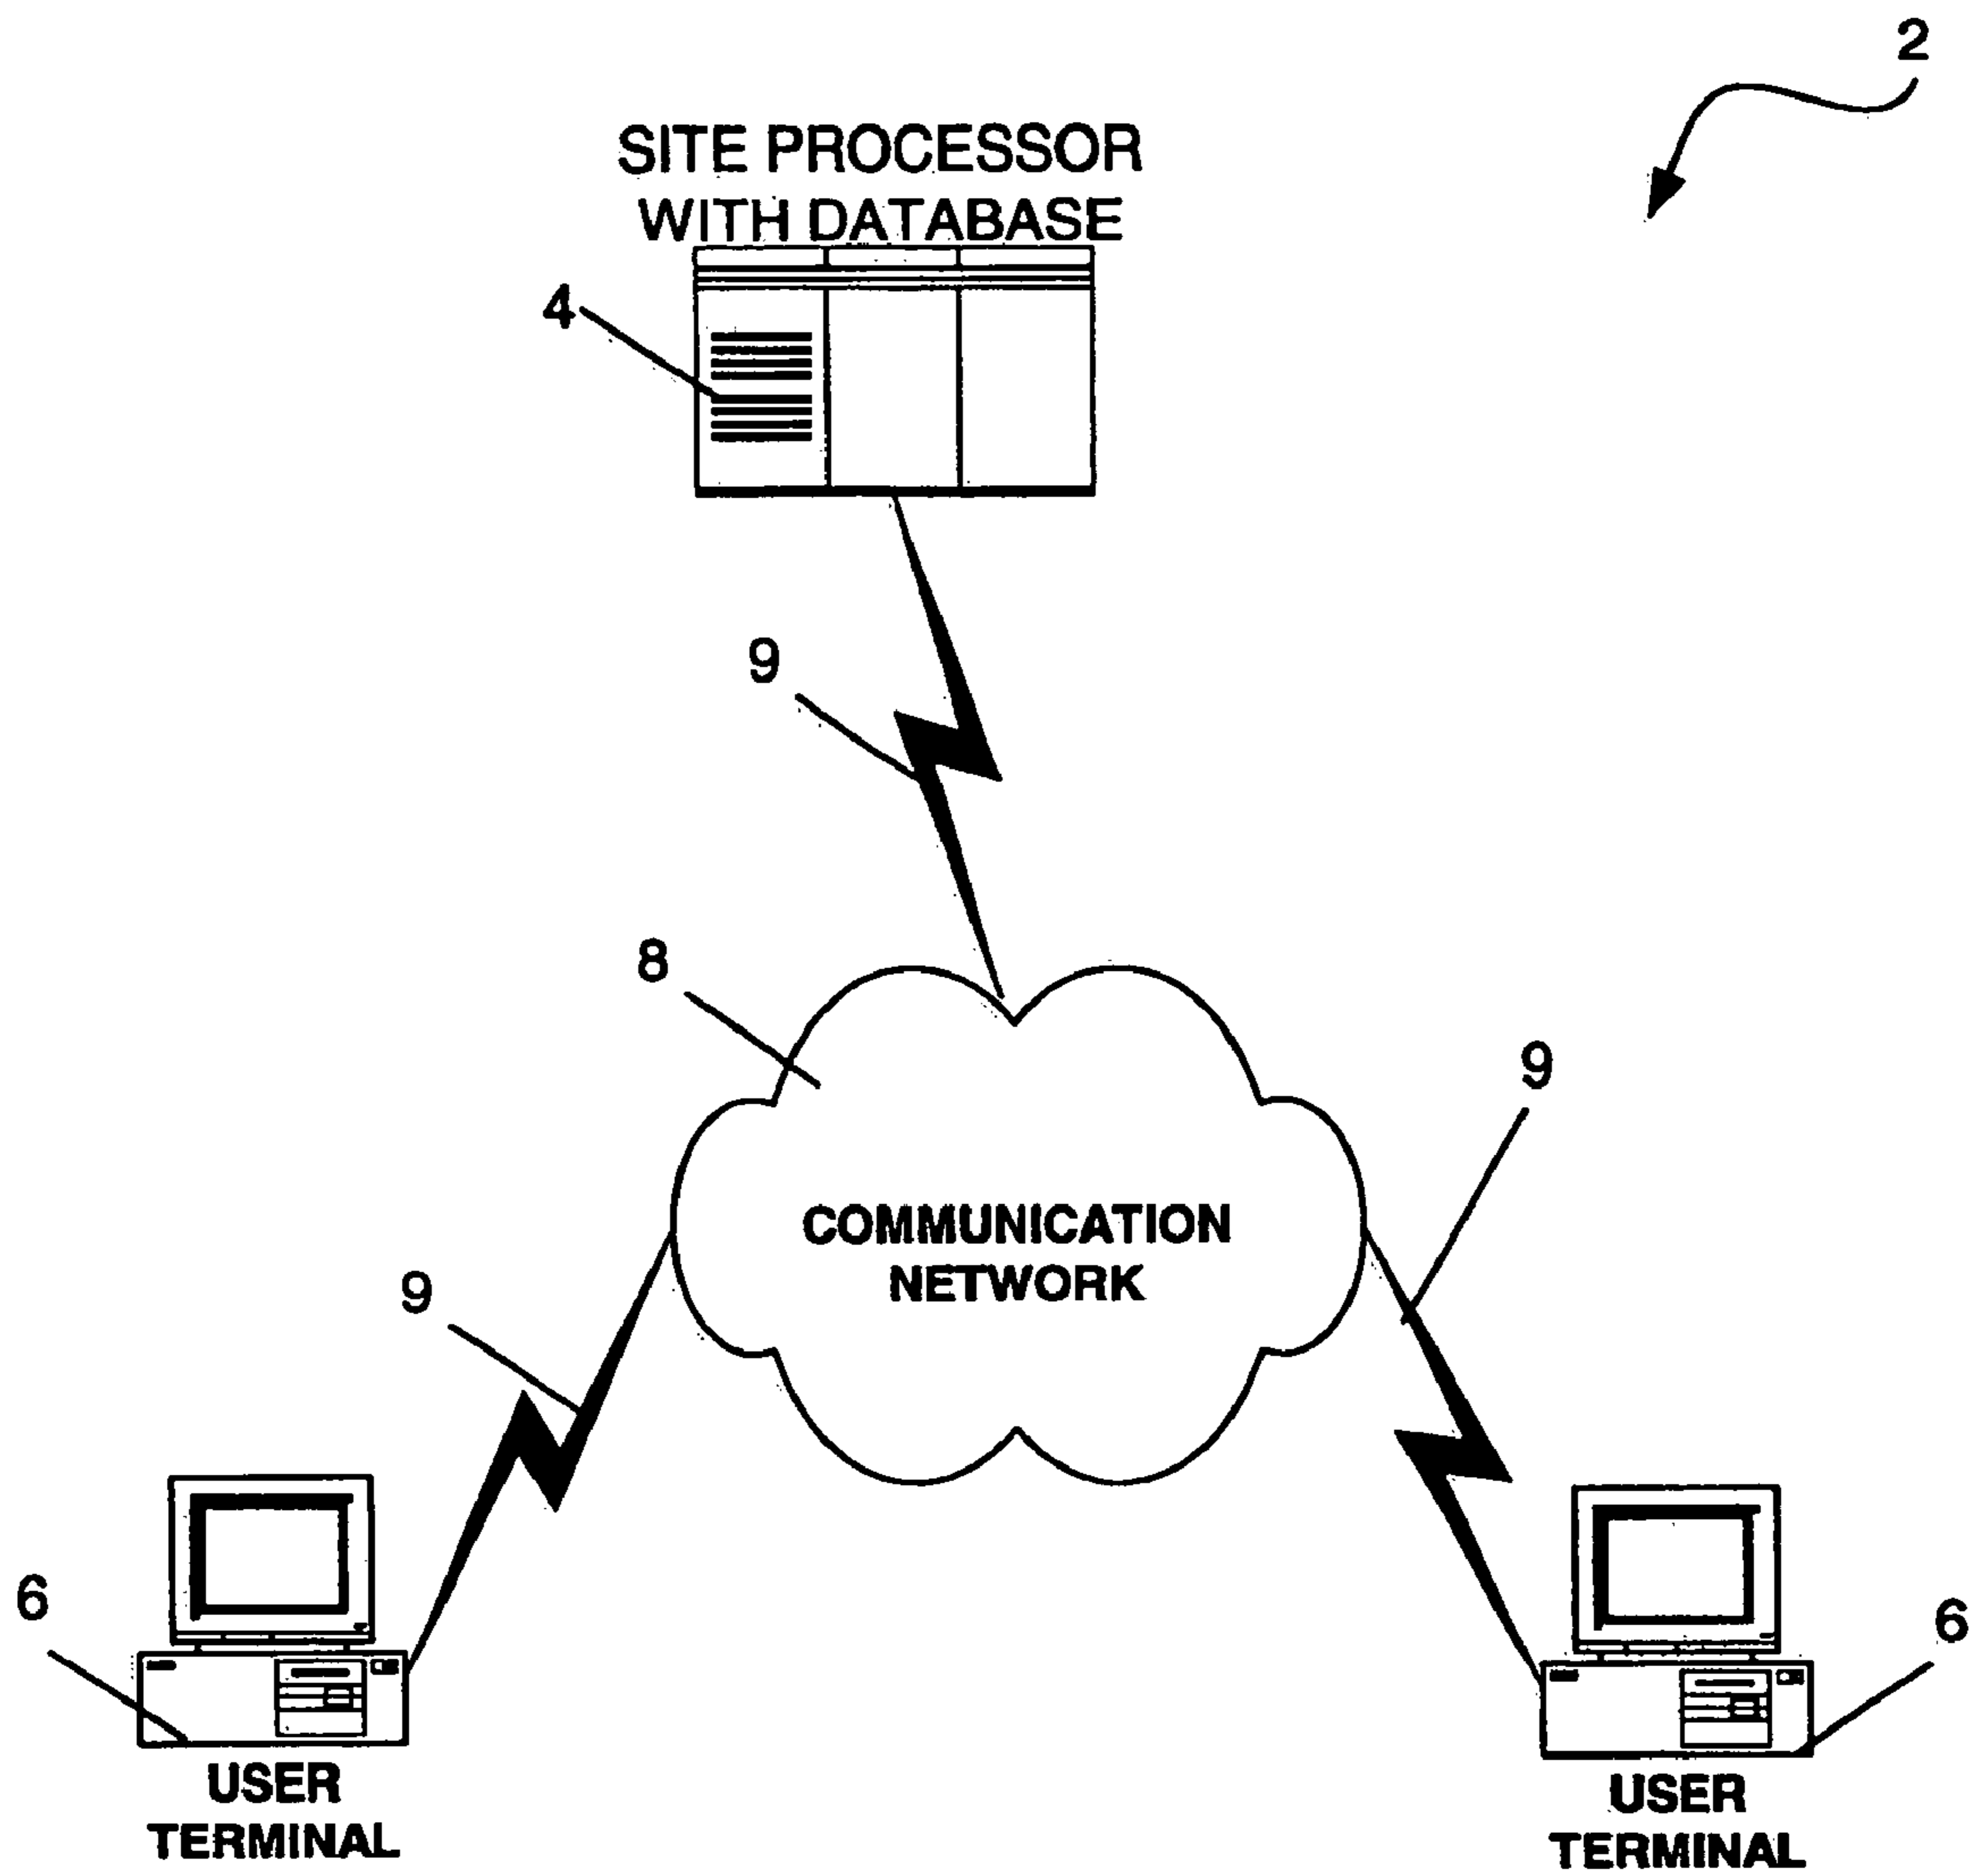 2
SITE PROCESSOR
WITH DATABASE
4
9
8
9
COMMUNICATION
NETWORK
9
6
6
USER
TERMINAL
USER
TERMINAL